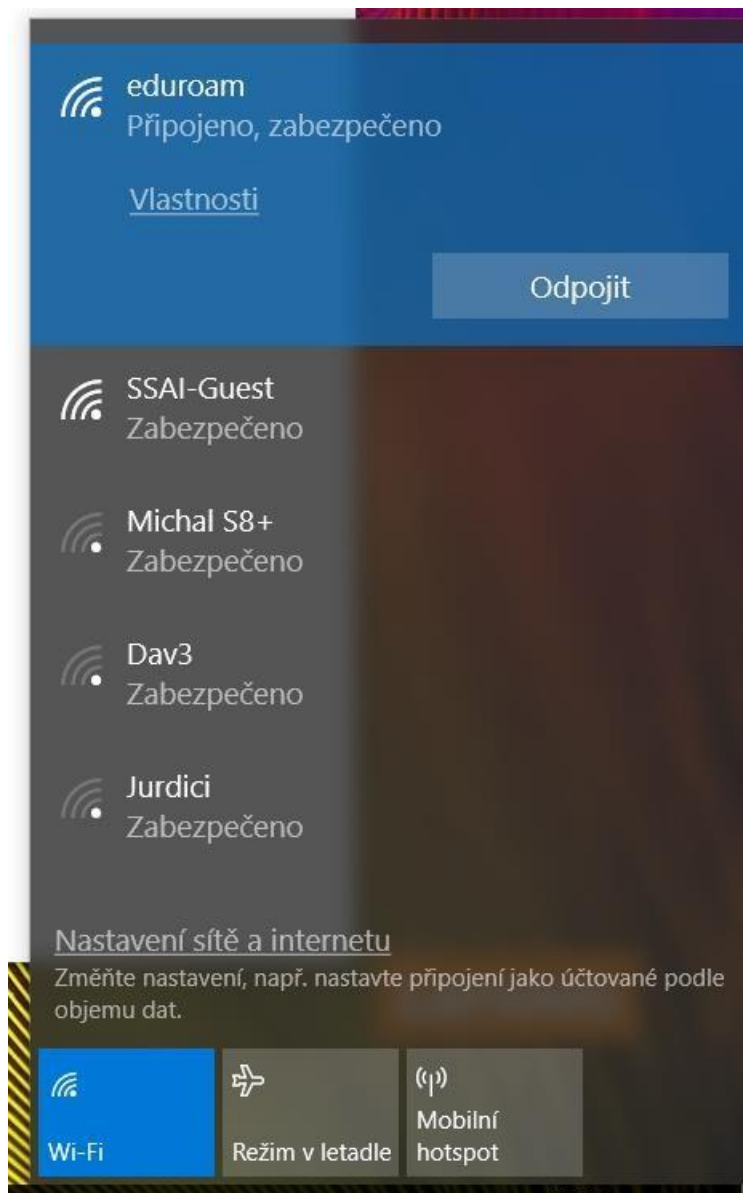 eduroam
Připojeno, zabezpečeno
Vlastnosti
Odpojit
SSAI-Guest
Zabezpečeno
Michal S8+
Zabezpečeno
Dav3
Zabezpečeno
Jurdici
Zabezpečeno
Nastavení sítě a internetu
Změňte nastavení, např. nastavte připojení jako účtované podle
objemu dat.
Wi-Fi
Režim v letadle
Mobilní
hotspot